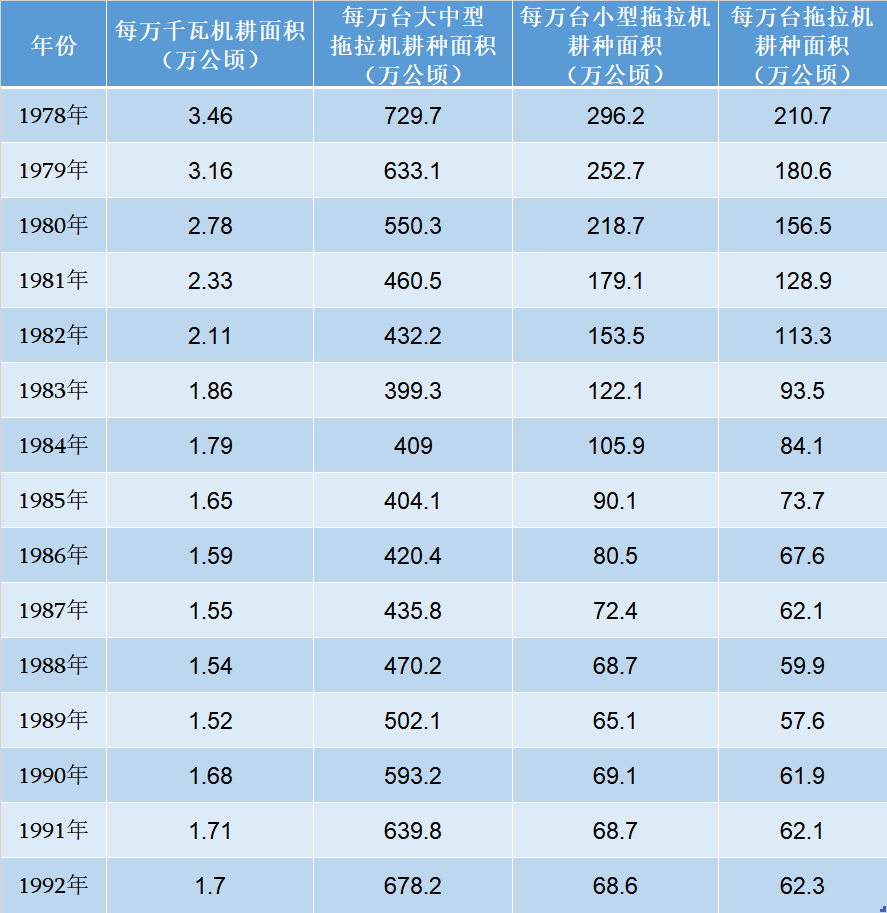 年份 每万千瓦机耕面积（万公顷） 每万台大中型拖拉机耕种面积（万公顷） 每万台小型拖拉机耕种面积（万公顷） 每万台拖拉机耕种面积（万公顷）
1978年 3.46 729.7 296.2 210.7
1979年 3.16 633.1 252.7 180.6
1980年 2.78 550.3 218.7 156.5
1981年 2.33 460.5 179.1 128.9
1982年 2.11 432.2 153.5 113.3
1983年 1.86 399.3 122.1 93.5
1984年 1.79 409 105.9 84.1
1985年 1.65 404.1 90.1 73.7
1986年 1.59 420.4 80.5 67.6
1987年 1.55 435.8 72.4 62.1
1988年 1.54 470.2 68.7 59.9
1989年 1.52 502.1 65.1 57.6
1990年 1.68 593.2 69.1 61.9
1991年 1.71 639.8 68.7 62.1
1992年 1.7 678.2 68.6 62.3